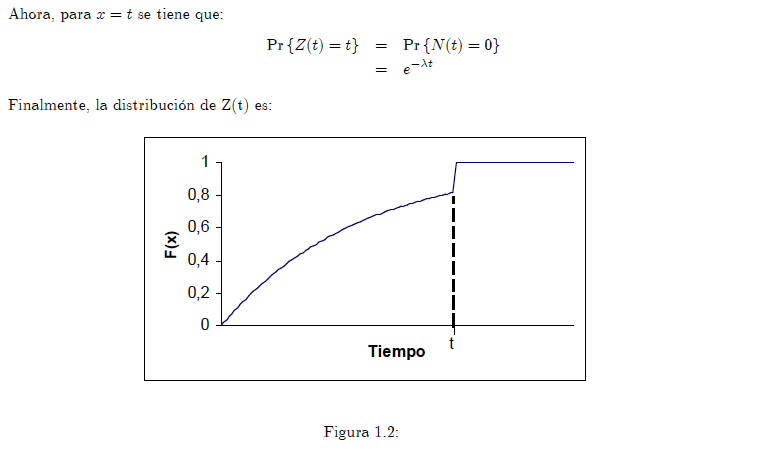 Ahora, para x = t se tiene que:
Pr {Z(t) = t} = Pr {N(t) = 0}
= e^{-λt}
Finalmente, la distribución de Z(t) es:
1
0,8
0,6
0,4
0,2
0
F(x)
t
Tiempo
Figura 1.2: